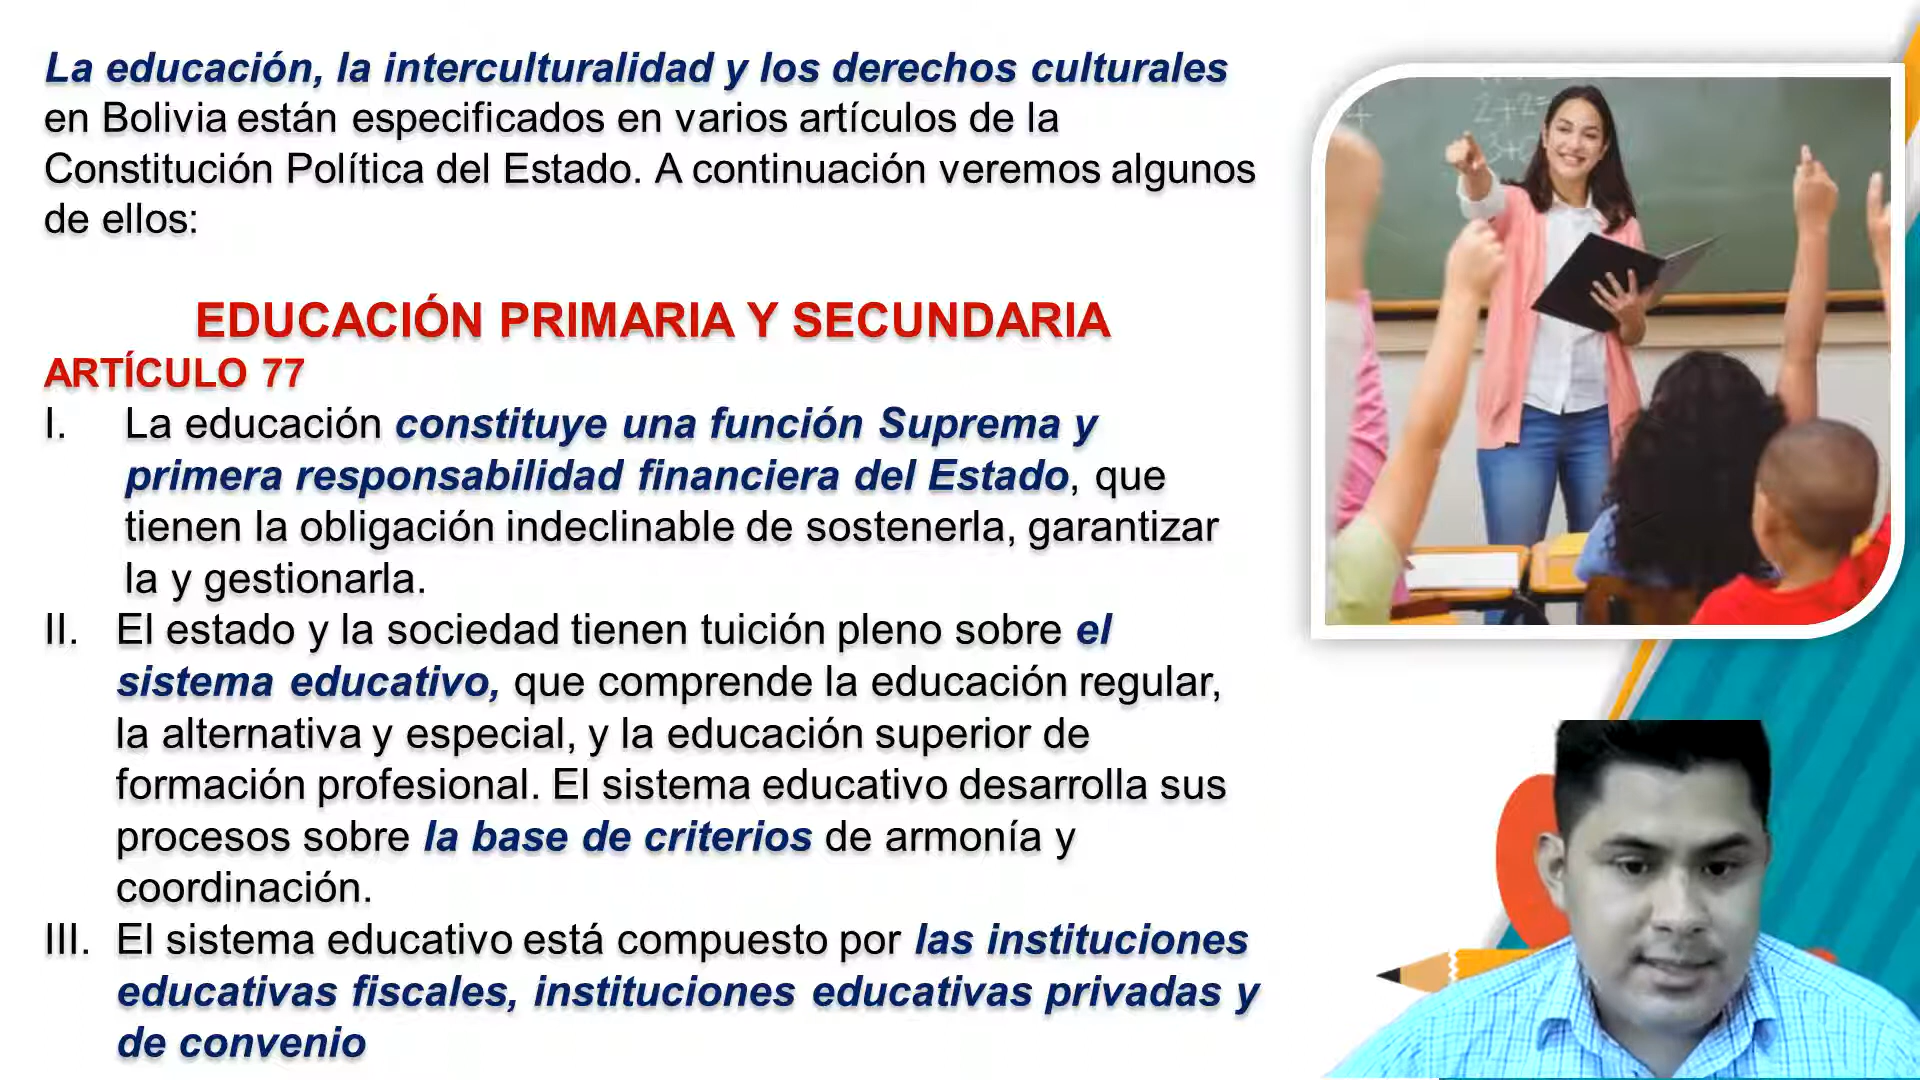 La educación, la interculturalidad y los derechos culturales
en Bolivia están especificados en varios artículos de la
Constitución Política del Estado. A continuación veremos algunos
de ellos:
EDUCACIÓN PRIMARIA Y SECUNDARIA
ARTÍCULO 77
I. La educación constituye una función Suprema y
primera responsabilidad financiera del Estado, que
tienen la obligación indeclinable de sostenerla, garantizar
la y gestionarla.
II. El estado y la sociedad tienen tuición pleno sobre el
sistema educativo, que comprende la educación regular,
la alternativa y especial, y la educación superior de
formación profesional. El sistema educativo desarrolla sus
procesos sobre la base de criterios de armonía y
coordinación.
III. El sistema educativo está compuesto por las instituciones
educativas fiscales, instituciones educativas privadas y
de convenio
2+2=